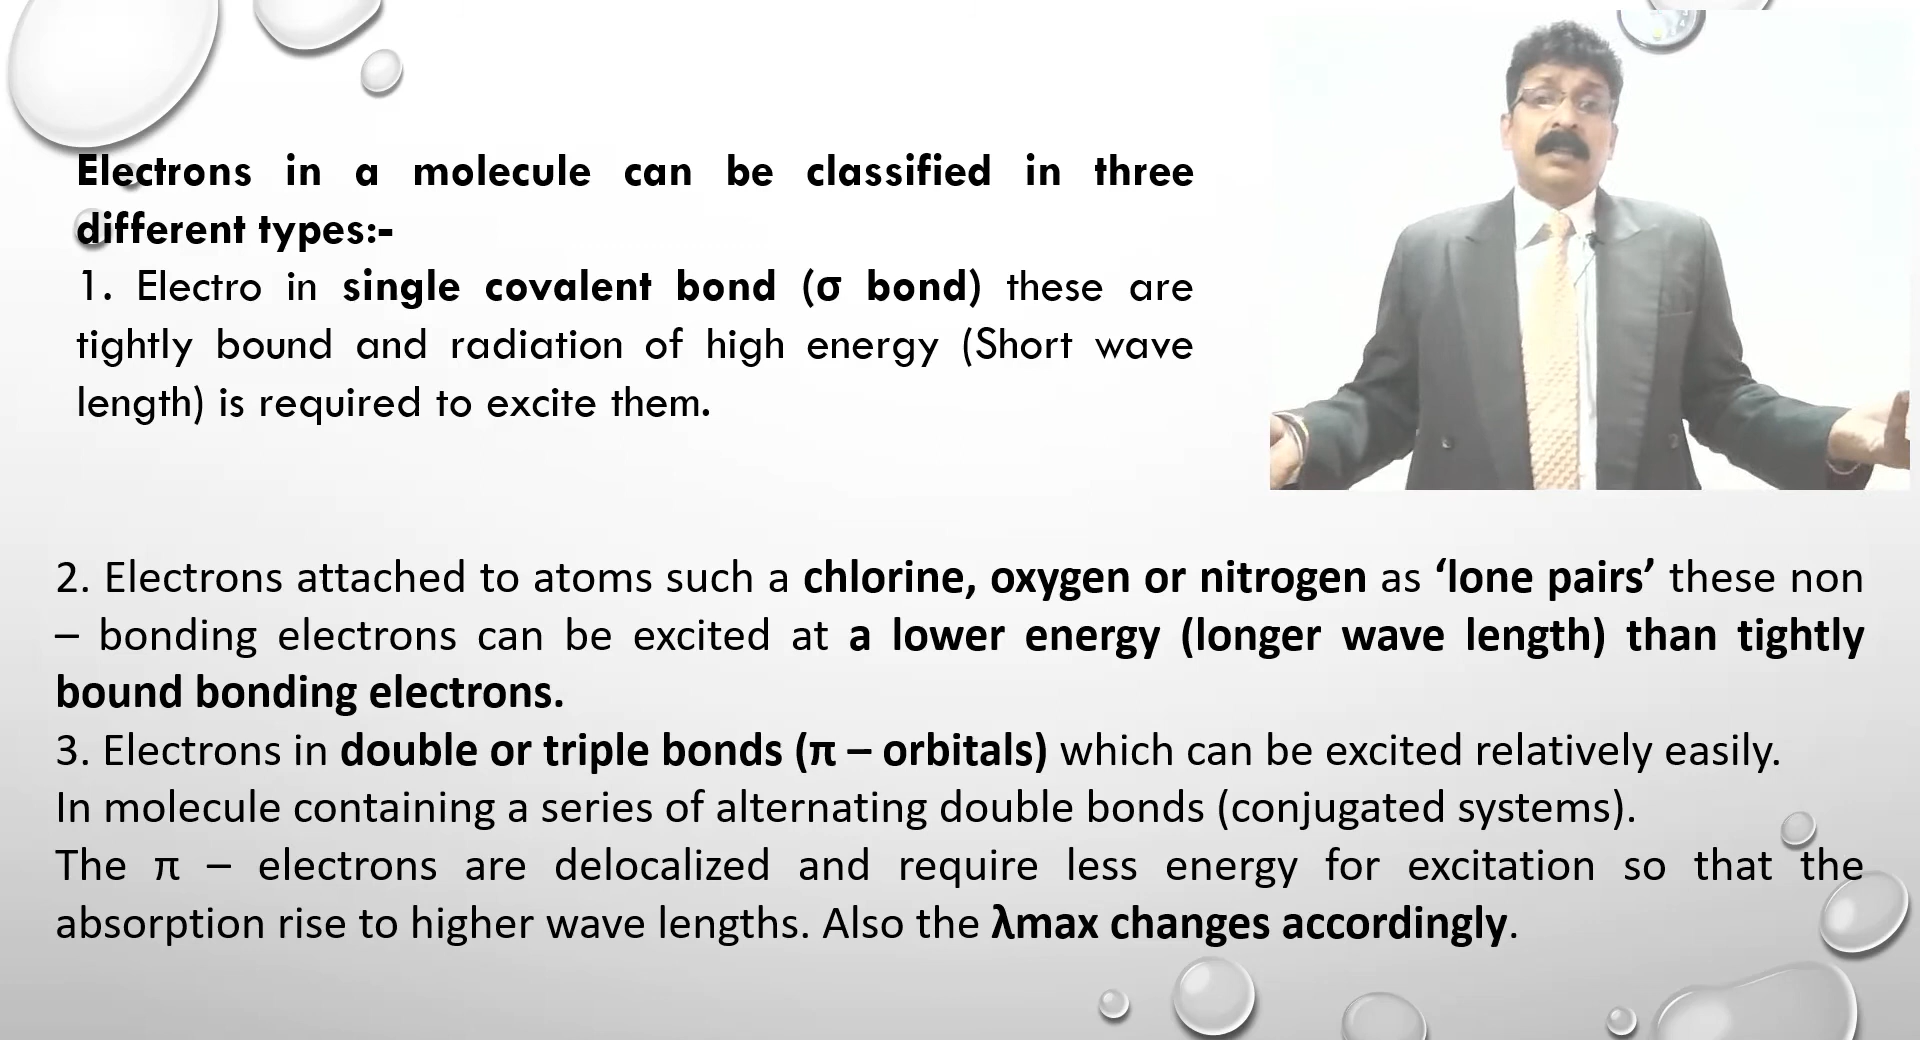 Electrons in a molecule can be classified in three
different types:-
1. Electro in single covalent bond (σ bond) these are
tightly bound and radiation of high energy (Short wave
length) is required to excite them.
2. Electrons attached to atoms such a chlorine, oxygen or nitrogen as ‘lone pairs’ these non
– bonding electrons can be excited at a lower energy (longer wave length) than tightly
bound bonding electrons.
3. Electrons in double or triple bonds (π – orbitals) which can be excited relatively easily.
In molecule containing a series of alternating double bonds (conjugated systems).
The π – electrons are delocalized and require less energy for excitation so that the
absorption rise to higher wave lengths. Also the λmax changes accordingly.